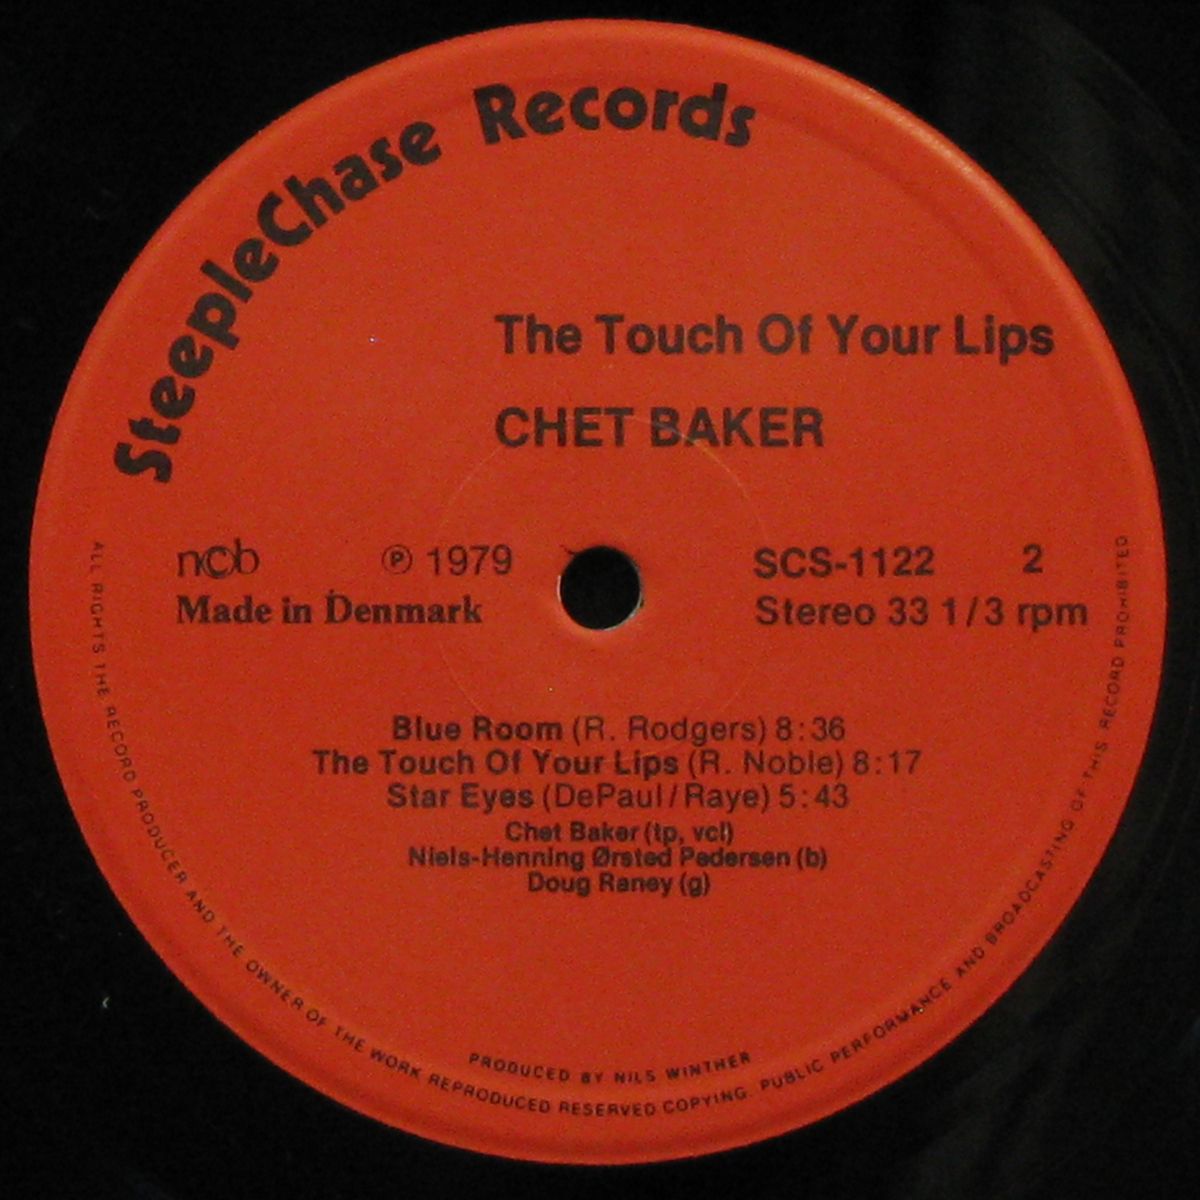 SteepleChase Records
The Touch Of Your Lips
CHET BAKER
ncb
℗ 1979
Made in Denmark
SCS-1122 2
Stereo 33 1/3 rpm
Blue Room (R. Rodgers) 8:36
The Touch Of Your Lips (R. Noble) 8:17
Star Eyes (DePaul/Raye) 5:43
Chet Baker (tp, vcl)
Niels-Henning Ørsted Pedersen (b)
Doug Raney (g)
PRODUCED BY NILS WINTHER
ALL RIGHTS THE RECORD PRODUCER AND THE OWNER OF THE WORK REPRODUCED RESERVED COPYING. PUBLIC PERFORMANCE AND BROADCASTING OF THIS RECORD PROHIBITED